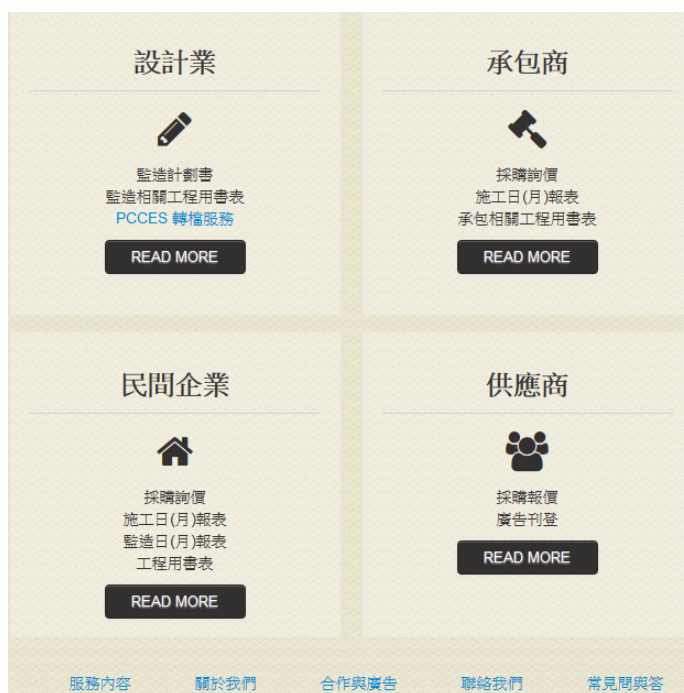 設計業
監造計劃書
監造相關工程用書表
PCCES 轉檔服務
READ MORE
承包商
採購詢價
施工日(月)報表
承包相關工程用書表
READ MORE
民間企業
採購詢價
施工日(月)報表
監造日(月)報表
工程用書表
READ MORE
供應商
採購報價
廣告刊登
READ MORE
服務內容 關於我們 合作與廣告 聯絡我們 常見問與答